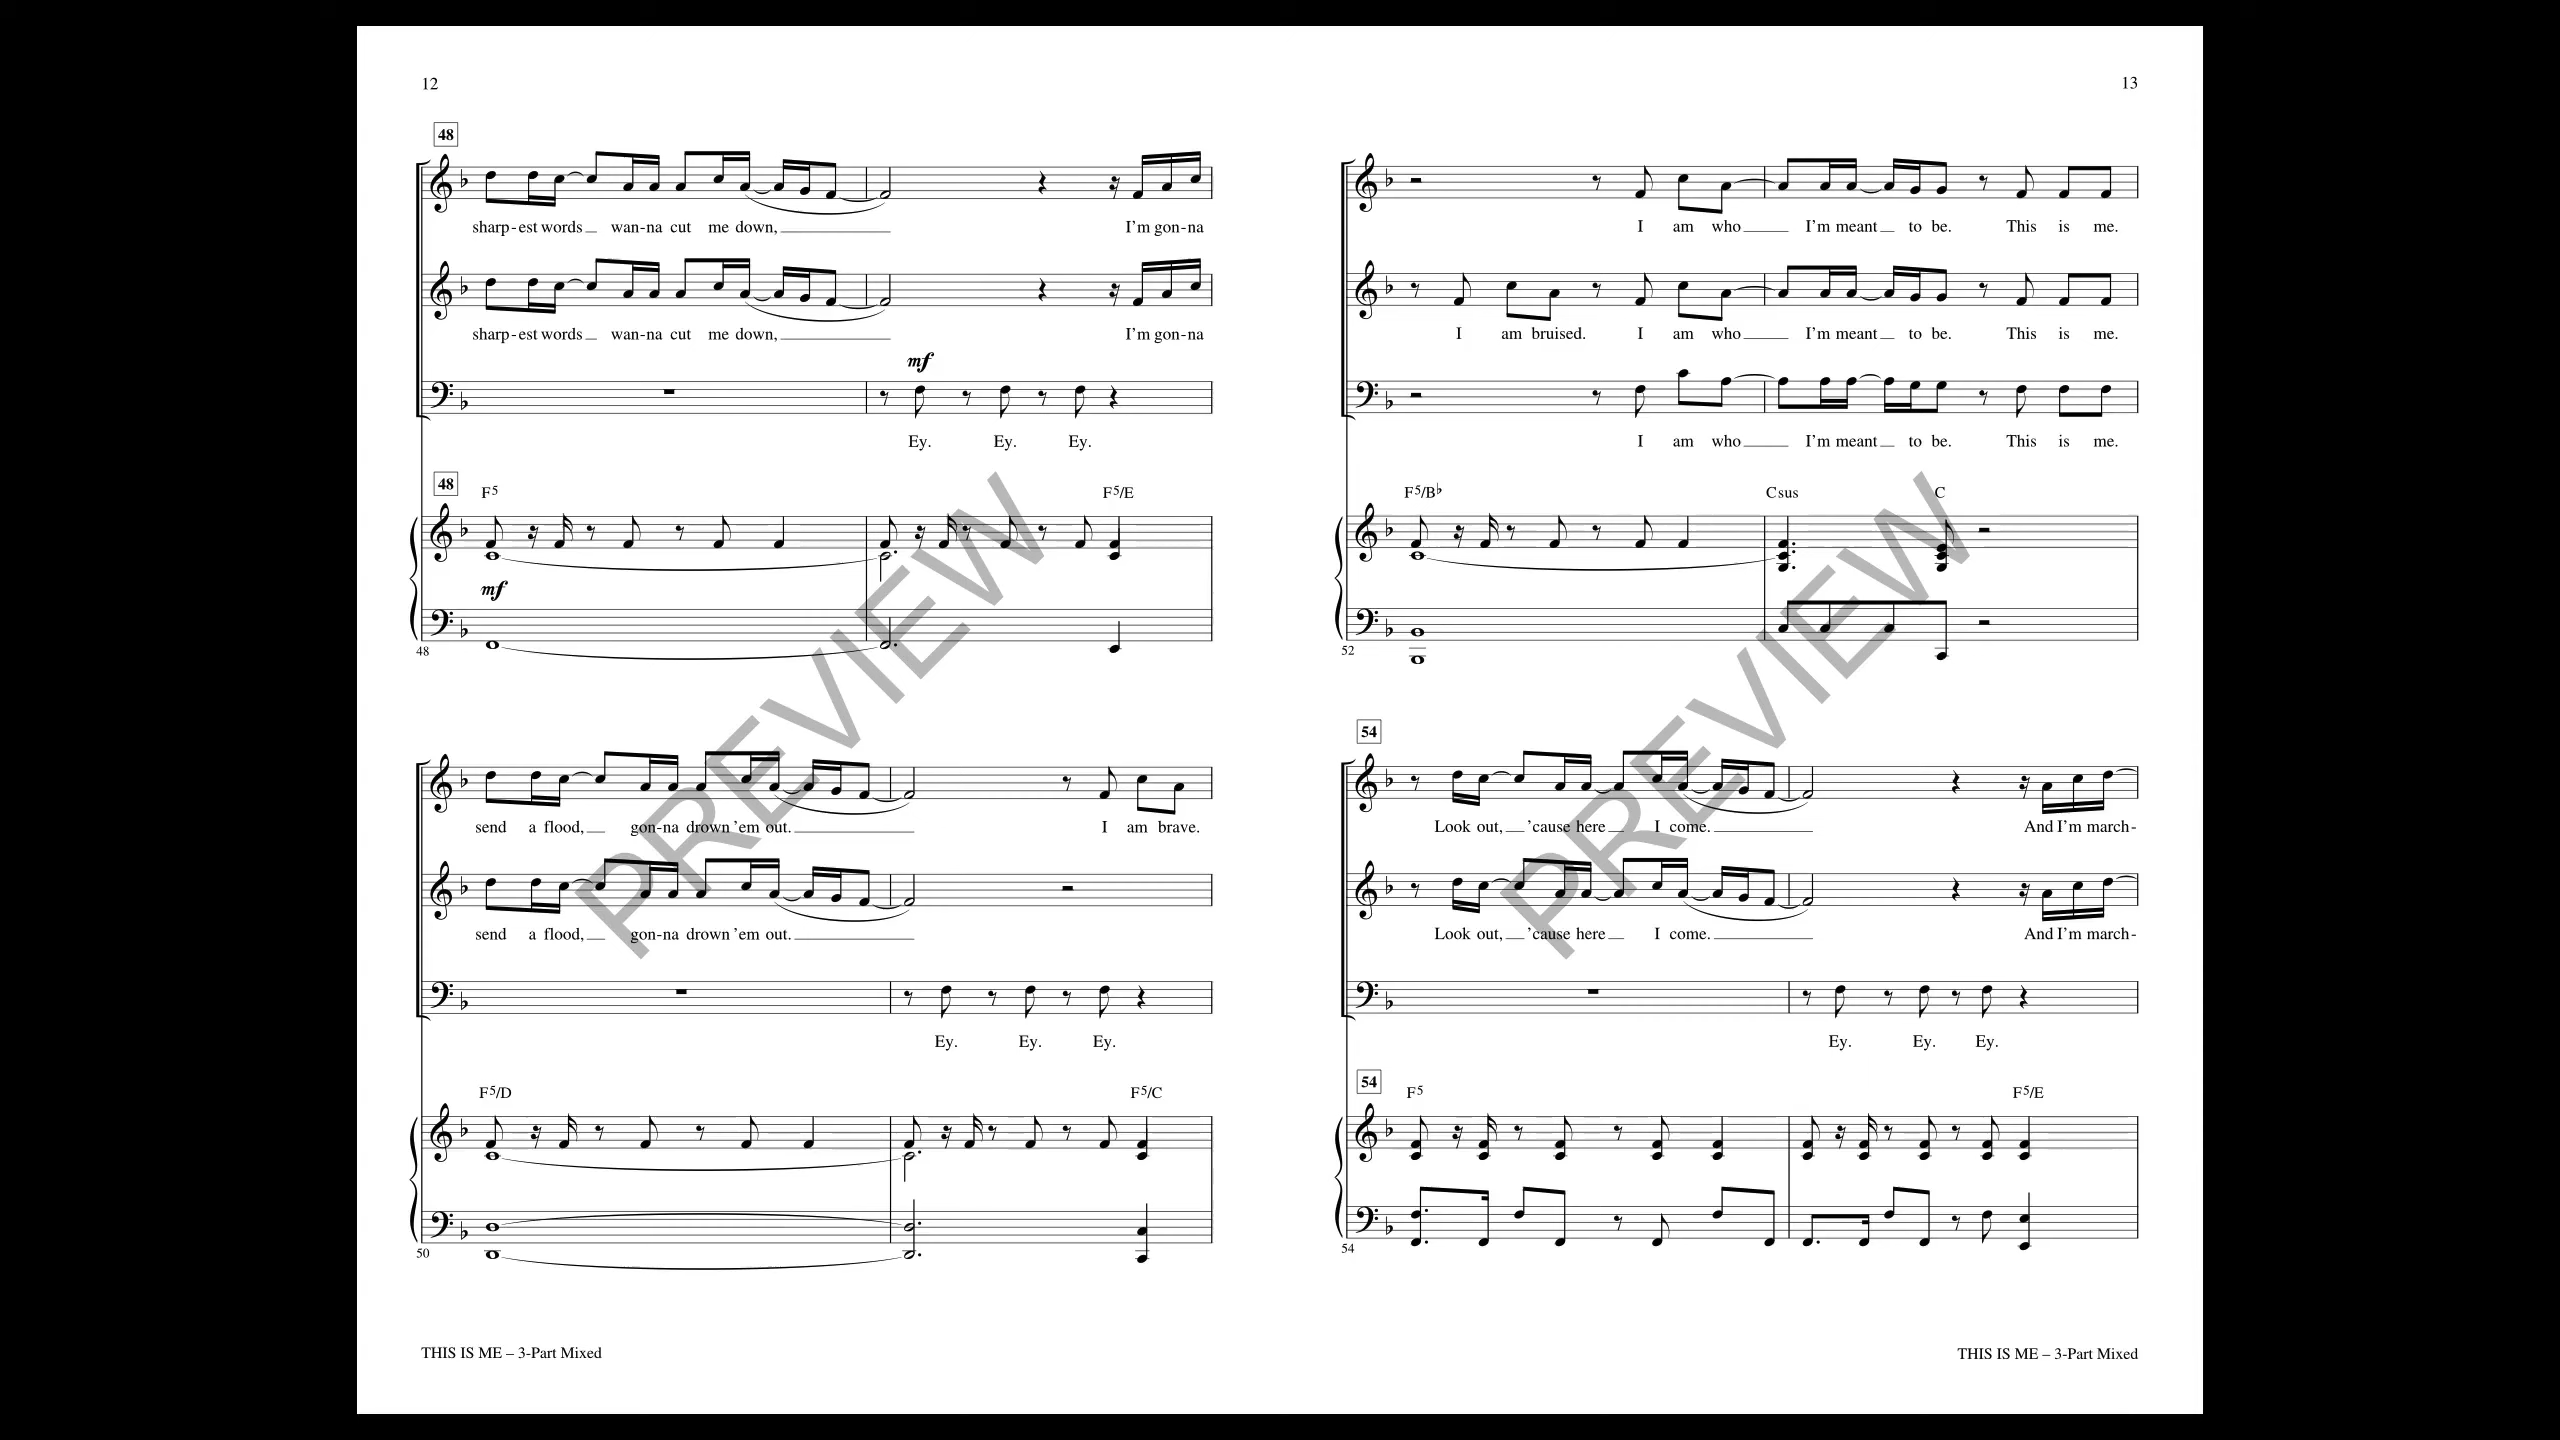 12
48
sharp-est words wan-na cut me down, I'm gon-na
sharp-est words wan-na cut me down, I'm gon-na
mf
Ey. Ey. Ey.
48 F5 F5/E
mf
48
send a flood, gon-na drown 'em out. I am brave.
send a flood, gon-na drown 'em out.
Ey. Ey. Ey.
F5/D F5/C
50
PREVIEW
THIS IS ME – 3-Part Mixed
13
I am who I'm meant to be. This is me.
I am bruised. I am who I'm meant to be. This is me.
I am who I'm meant to be. This is me.
F5/B♭ Csus C
52
54
Look out, 'cause here I come. And I'm march-
Look out, 'cause here I come. And I'm march-
Ey. Ey. Ey.
54 F5 F5/E
54
PREVIEW
THIS IS ME – 3-Part Mixed